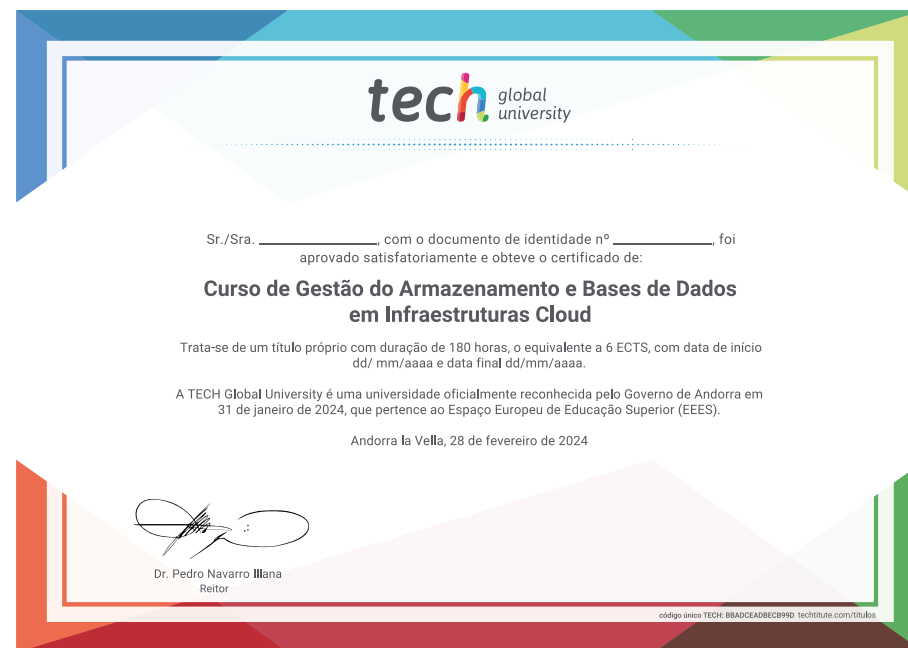 tech global university
Sr./Sra. ________________, com o documento de identidade nº ______________, foi
aprovado satisfatoriamente e obteve o certificado de:
Curso de Gestão do Armazenamento e Bases de Dados
em Infraestruturas Cloud
Trata-se de um título próprio com duração de 180 horas, o equivalente a 6 ECTS, com data de início
dd/ mm/aaaa e data final dd/mm/aaaa.
A TECH Global University é uma universidade oficialmente reconhecida pelo Governo de Andorra em
31 de janeiro de 2024, que pertence ao Espaço Europeu de Educação Superior (EEES).
Andorra la Vella, 28 de fevereiro de 2024
Dr. Pedro Navarro Illana
Reitor
código único TECH: BBADCEADBECB99D techtitute.com/titulos